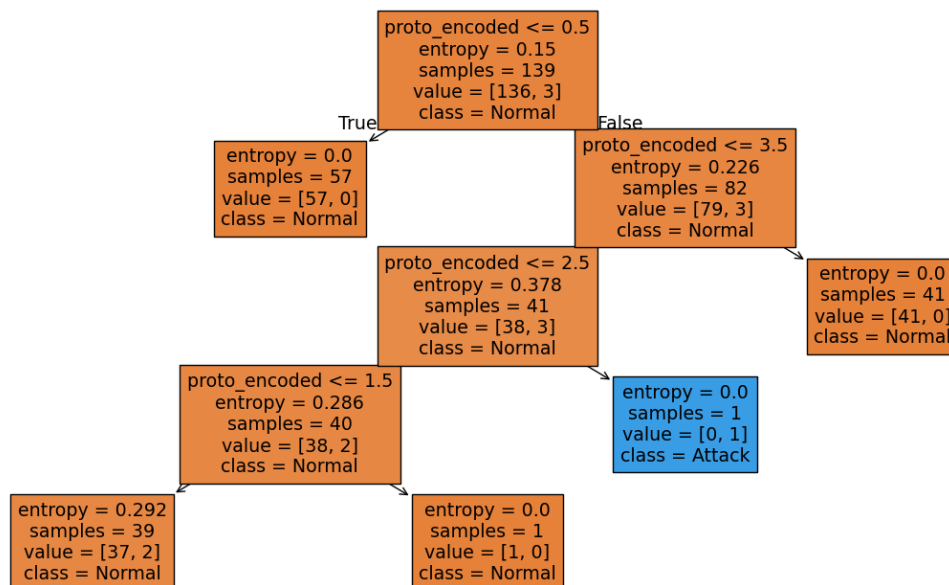 proto_encoded <= 0.5
entropy = 0.15
samples = 139
value = [136, 3]
class = Normal
True
False
entropy = 0.0
samples = 57
value = [57, 0]
class = Normal
proto_encoded <= 3.5
entropy = 0.226
samples = 82
value = [79, 3]
class = Normal
proto_encoded <= 2.5
entropy = 0.378
samples = 41
value = [38, 3]
class = Normal
entropy = 0.0
samples = 41
value = [41, 0]
class = Normal
proto_encoded <= 1.5
entropy = 0.286
samples = 40
value = [38, 2]
class = Normal
entropy = 0.0
samples = 1
value = [0, 1]
class = Attack
entropy = 0.292
samples = 39
value = [37, 2]
class = Normal
entropy = 0.0
samples = 1
value = [1, 0]
class = Normal